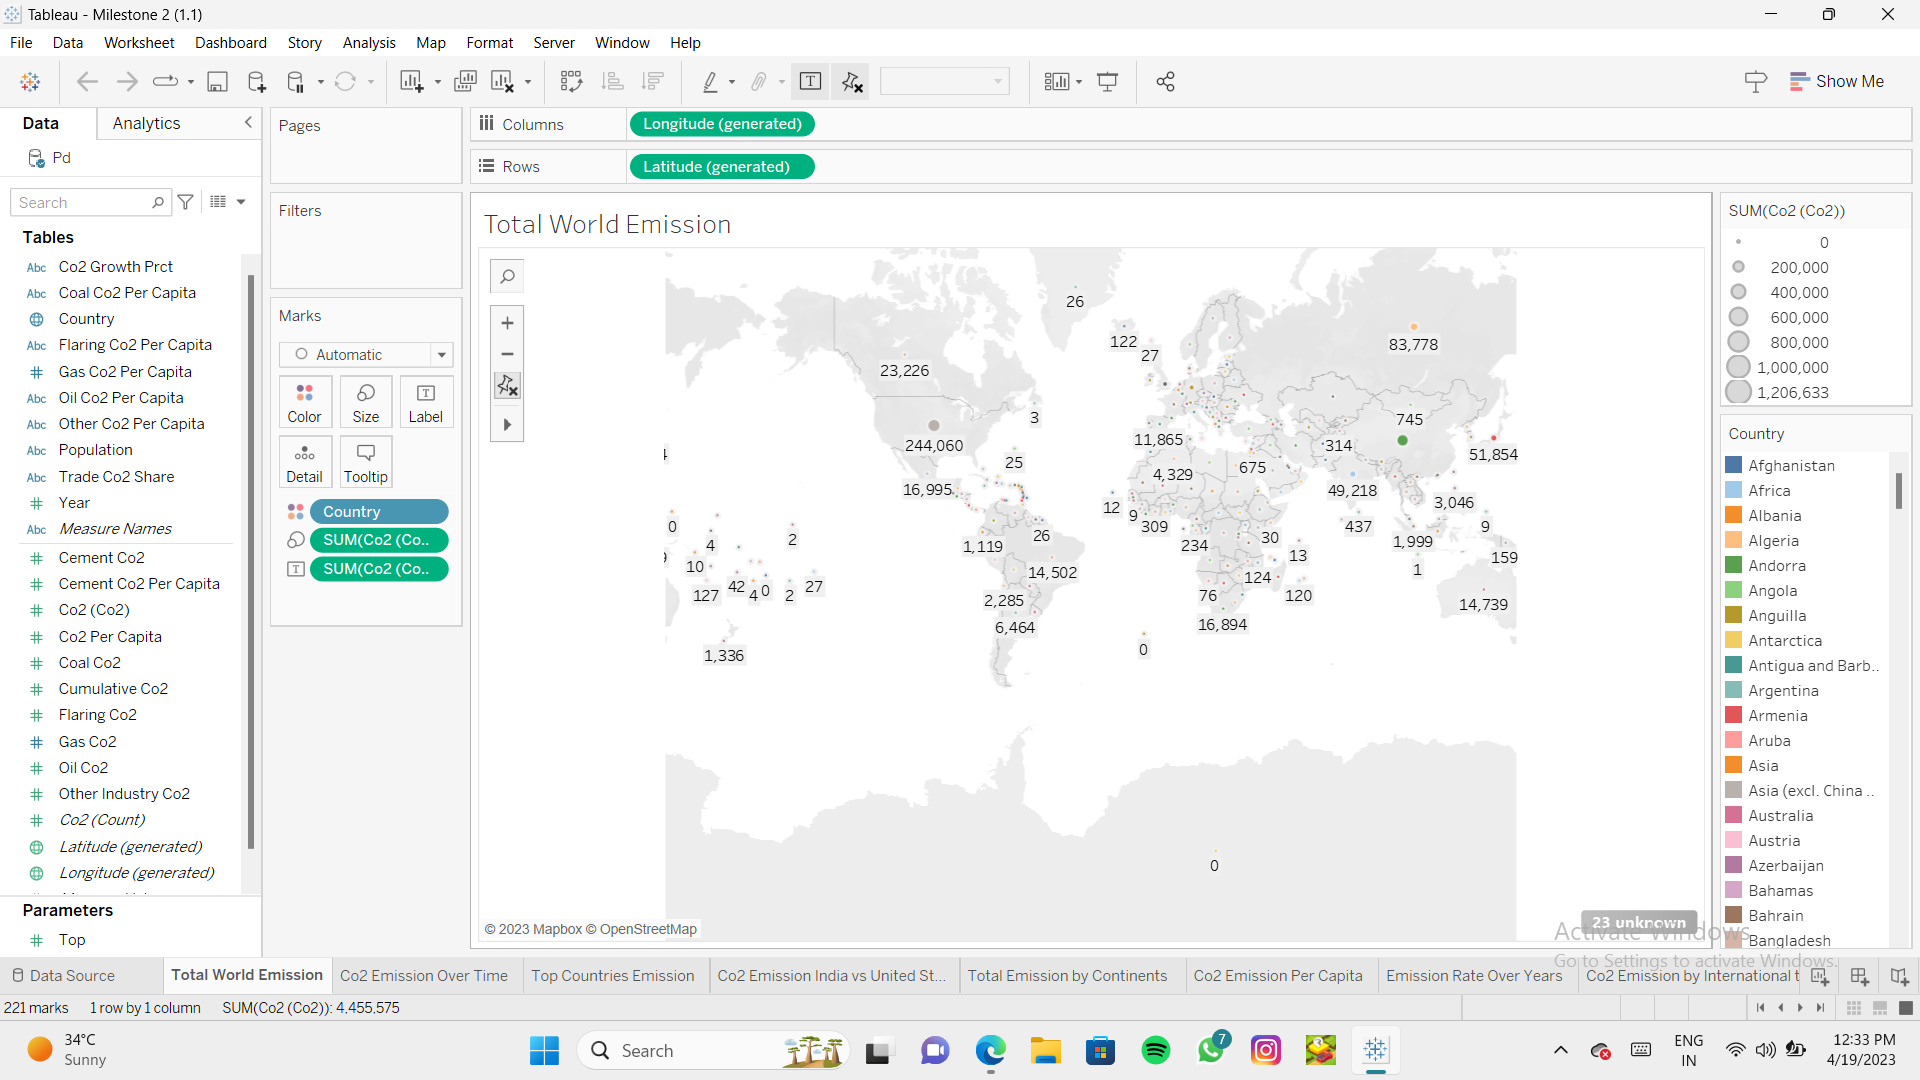 Tableau - Milestone 2 (1.1)
File Data Worksheet Dashboard Story Analysis Map Format Server Window Help
Show Me
Data Analytics
Pd
Search
Tables
Abc Co2 Growth Prct
Abc Coal Co2 Per Capita
Country
Abc Flaring Co2 Per Capita
Gas Co2 Per Capita
Abc Oil Co2 Per Capita
Abc Other Co2 Per Capita
Abc Population
Abc Trade Co2 Share
Year
Abc Measure Names
Cement Co2
Cement Co2 Per Capita
Co2 (Co2)
Co2 Per Capita
Coal Co2
Cumulative Co2
Flaring Co2
Gas Co2
Oil Co2
Other Industry Co2
Co2 (Count)
Latitude (generated)
Longitude (generated)
Parameters
Top
Pages
Filters
Marks
Automatic
Color Size Label
Detail Tooltip
Country
SUM(Co2 (Co..
SUM(Co2 (Co..
Columns Longitude (generated)
Rows Latitude (generated)
Total World Emission
26
122
27
83,778
23,226
3
745
244,060
11,865
314
51,854
4
25
4,329
675
16,995
49,218
12
9
309
3,046
0
4
2
26
437
9
1,119
234
30
1,999
13
159
10
14,502
1
127
42
4
0
2
27
124
2,285
76
120
14,739
6,464
16,894
1,336
0
0
© 2023 Mapbox © OpenStreetMap
23 unknown
SUM(Co2 (Co2))
0
200,000
400,000
600,000
800,000
1,000,000
1,206,633
Country
Afghanistan
Africa
Albania
Algeria
Andorra
Angola
Anguilla
Antarctica
Antigua and Barb..
Argentina
Armenia
Aruba
Asia
Asia (excl. China ..
Australia
Austria
Azerbaijan
Bahamas
Bahrain
Bangladesh
Activate Windows
Go to Settings to activate Windows.
Data Source Total World Emission Co2 Emission Over Time Top Countries Emission Co2 Emission India vs United St... Total Emission by Continents Co2 Emission Per Capita Emission Rate Over Years Co2 Emission by International t
221 marks 1 row by 1 column SUM(Co2 (Co2)): 4,455,575
34°C
Sunny
Search
7
ENG
IN
12:33 PM
4/19/2023